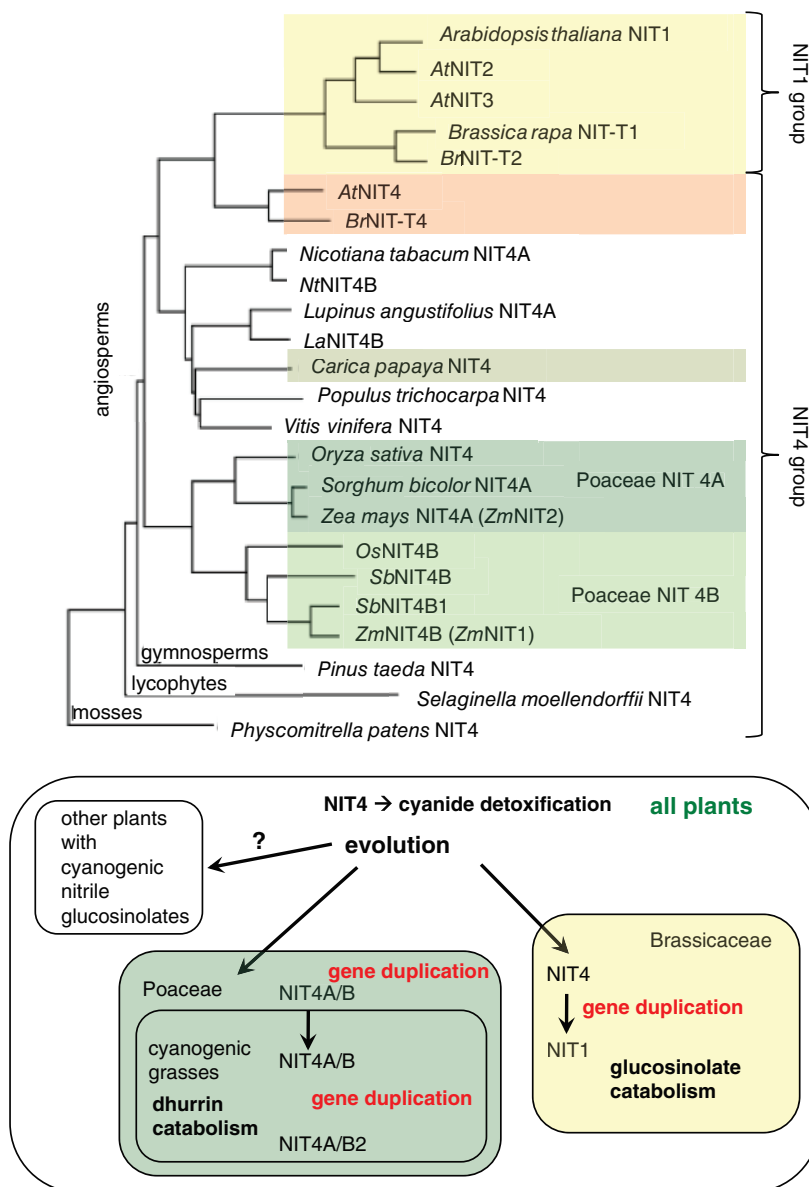 Arabidopsis thaliana NIT1
AtNIT2
AtNIT3
Brassica rapa NIT-T1
BrNIT-T2
NIT1 group
AtNIT4
BrNIT-T4
Nicotiana tabacum NIT4A
NtNIT4B
Lupinus angustifolius NIT4A
LaNIT4B
Carica papaya NIT4
Populus trichocarpa NIT4
Vitis vinifera NIT4
Oryza sativa NIT4
Sorghum bicolor NIT4A
Poaceae NIT 4A
Zea mays NIT4A (ZmNIT2)
OsNIT4B
SbNIT4B
Poaceae NIT 4B
SbNIT4B1
ZmNIT4B (ZmNIT1)
NIT4 group
angiosperms
gymnosperms
Pinus taeda NIT4
lycophytes
Selaginella moellendorffii NIT4
mosses
Physcomitrella patens NIT4
NIT4 → cyanide detoxification
all plants
evolution
?
other plants
with
cyanogenic
nitrile
glucosinolates
Poaceae
gene duplication
NIT4A/B
cyanogenic
grasses
NIT4A/B
dhurrin
catabolism
gene duplication
NIT4A/B2
Brassicaceae
NIT4
gene duplication
NIT1
glucosinolate
catabolism